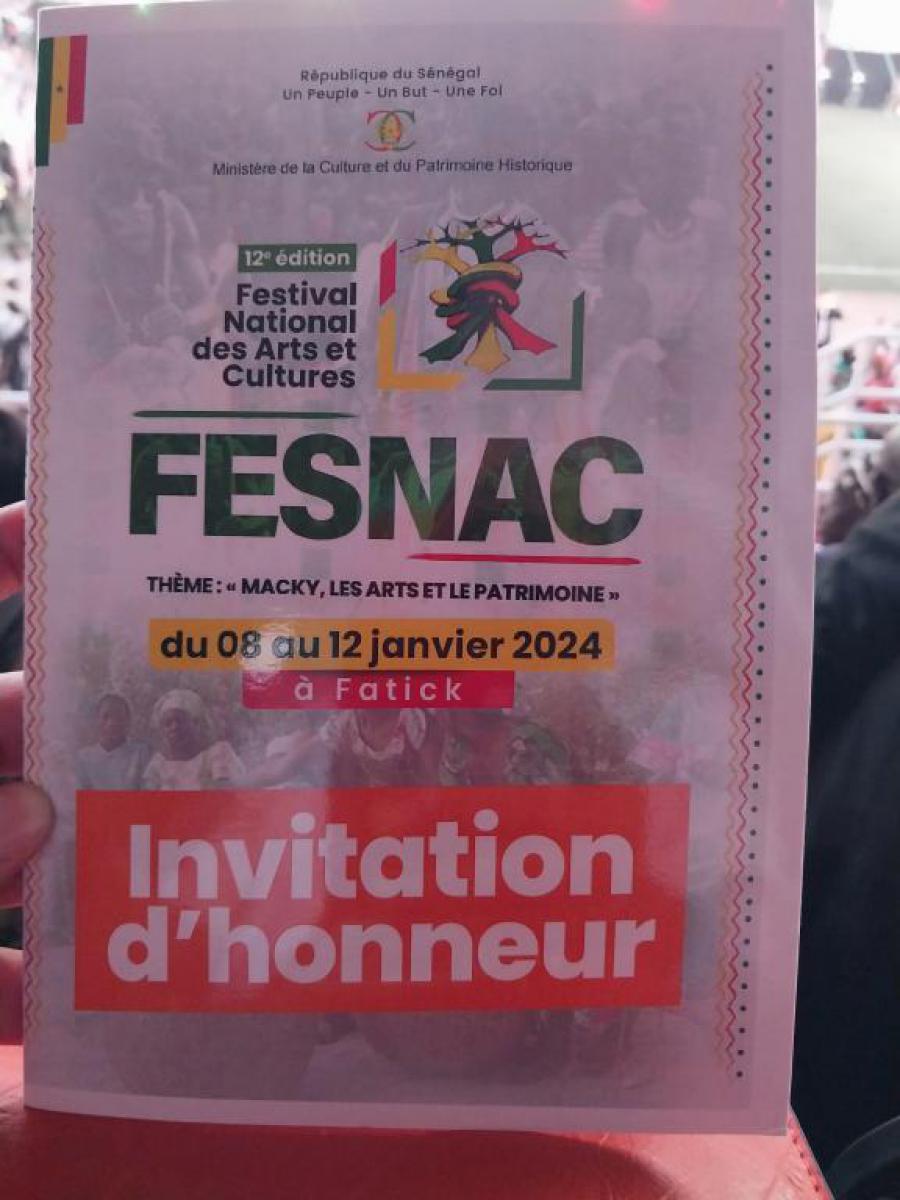 République du Sénégal
Un Peuple - Un But - Une Foi
Ministère de la Culture et du Patrimoine Historique
12e édition
Festival
National
des Arts et
Cultures
FESNAC
THÈME : « MACKY, LES ARTS ET LE PATRIMOINE »
du 08 au 12 janvier 2024
à Fatick
Invitation
d'honneur